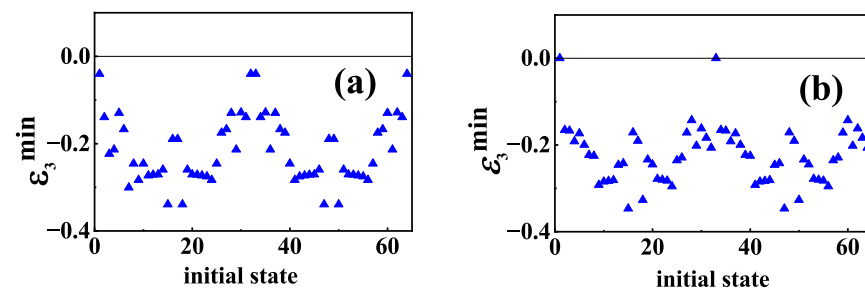 0.0
−0.2
−0.4
ε₃ᵐⁱⁿ
(a)
0 20 40 60
initial state
0.0
−0.2
−0.4
ε₃ᵐⁱⁿ
(b)
0 20 40 60
initial state